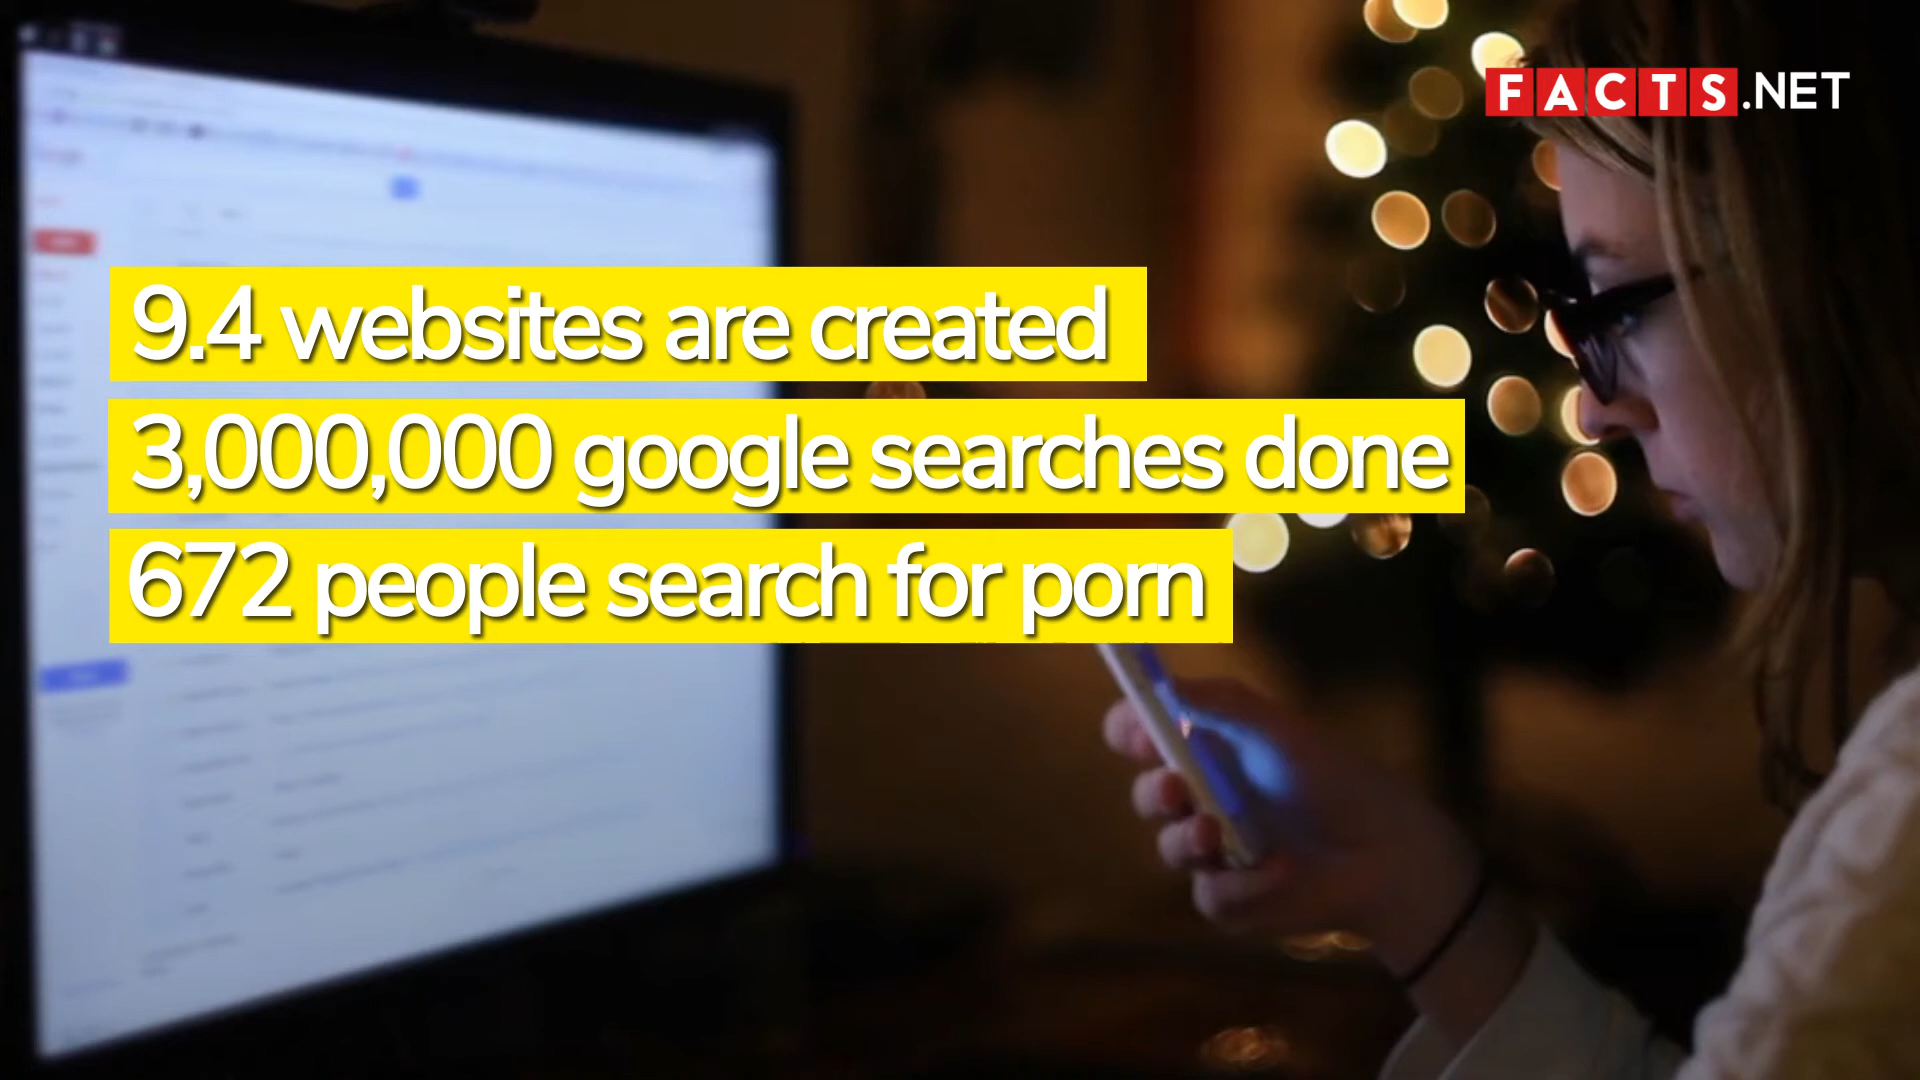 FACTS.NET
9.4 websites are created
3,000,000 google searches done
672 people search for porn